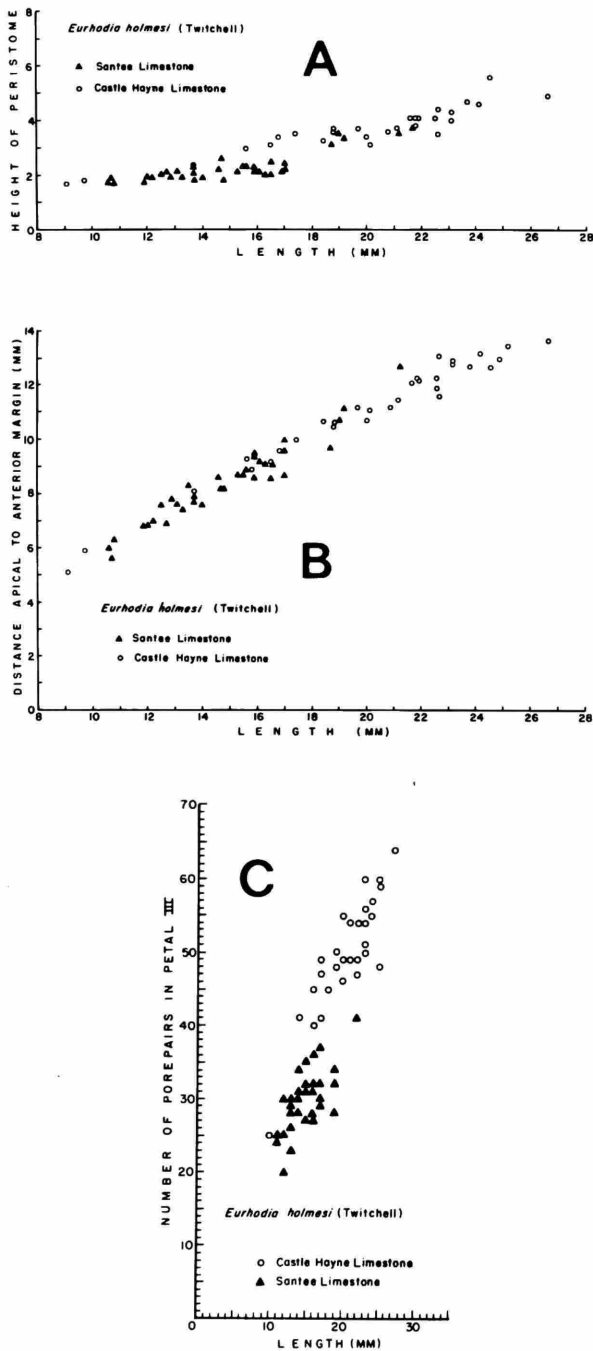 Eurhodia holmesi (Twitchell)
A
▲ Santee Limestone
○ Castle Hayne Limestone
HEIGHT OF PERISTOME
8
6
4
2
0
8 10 12 14 16 18 20 22 24 26 28
LENGTH (MM)
DISTANCE APICAL TO ANTERIOR MARGIN (MM)
14
12
10
8
6
4
2
0
B
Eurhodia holmesi (Twitchell)
▲ Santee Limestone
○ Castle Hayne Limestone
8 10 12 14 16 18 20 22 24 26 28
LENGTH (MM)
NUMBER OF POREPAIRS IN PETAL III
70
60
50
40
30
20
10
C
Eurhodia holmesi (Twitchell)
○ Castle Hayne Limestone
▲ Santee Limestone
0 10 20 30
LENGTH (MM)